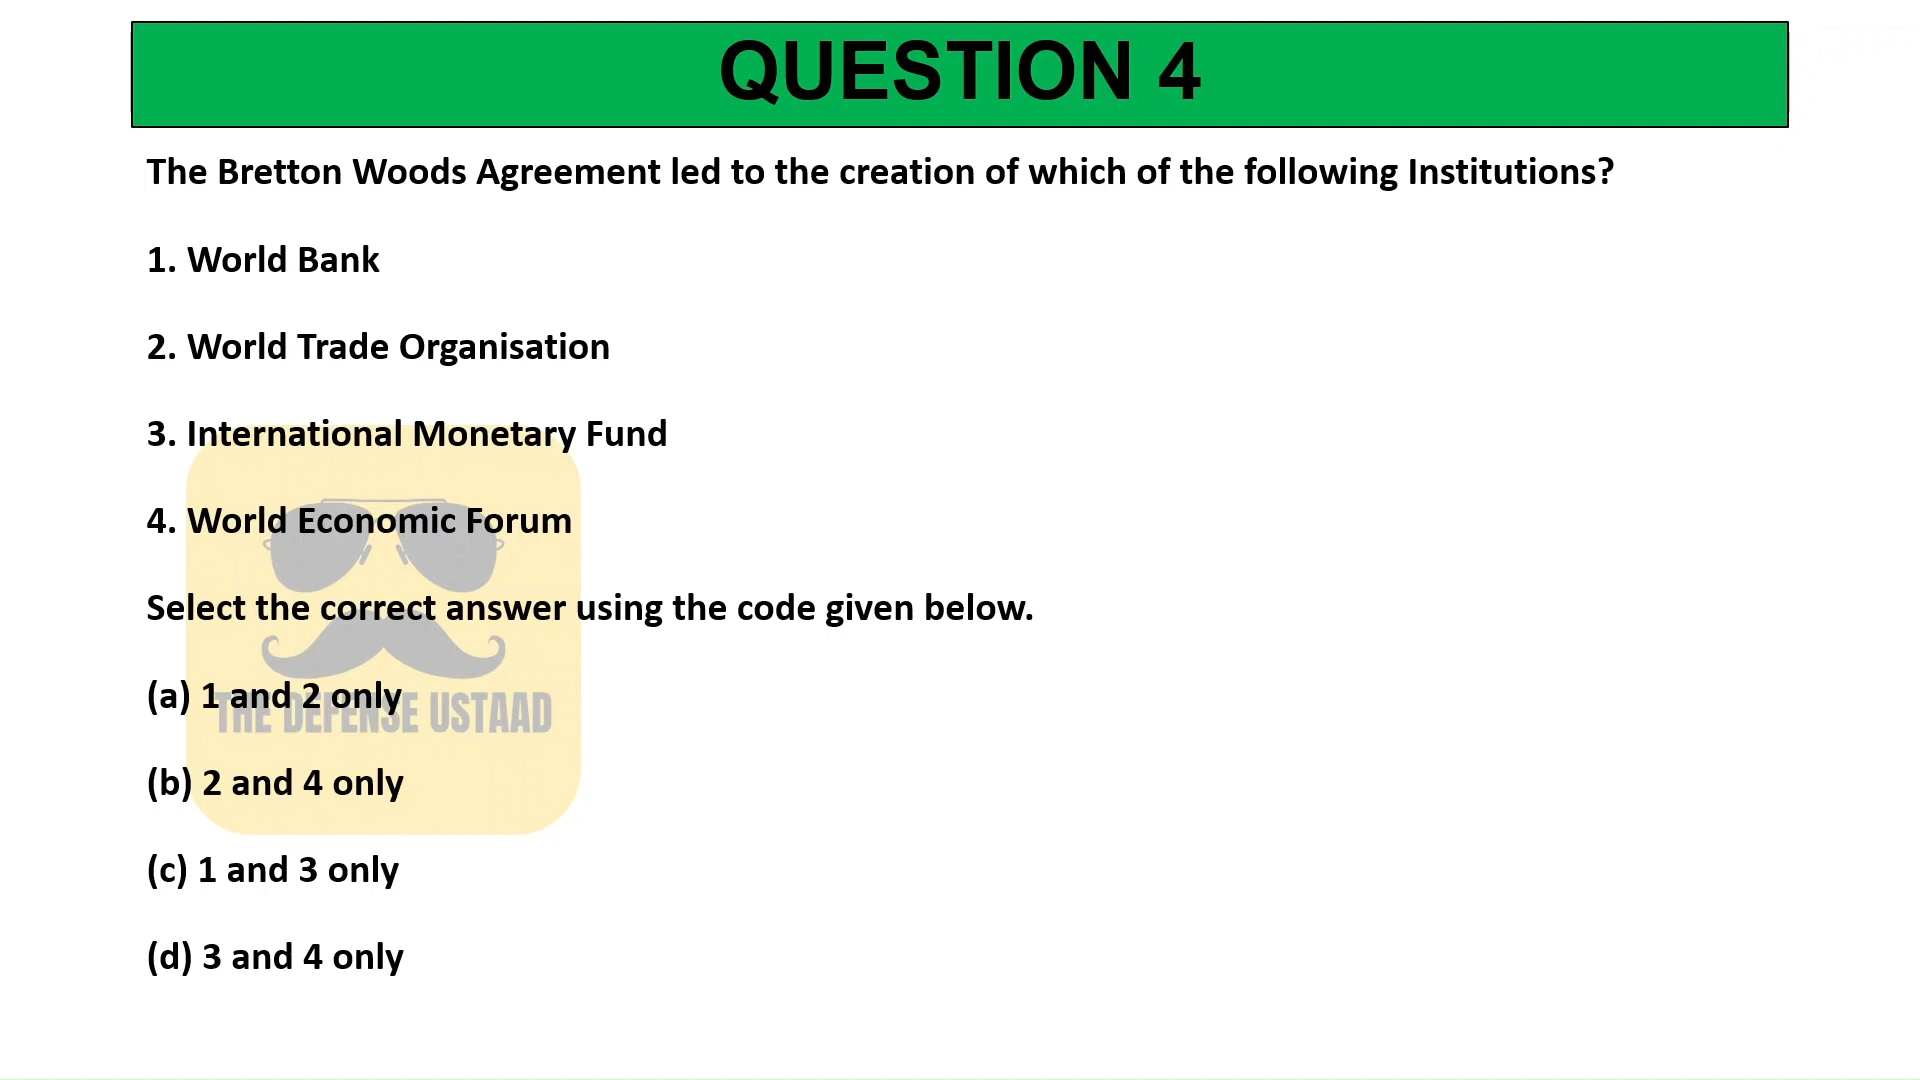 QUESTION 4
The Bretton Woods Agreement led to the creation of which of the following Institutions?
1. World Bank
2. World Trade Organisation
3. International Monetary Fund
4. World Economic Forum
Select the correct answer using the code given below.
(a) 1 and 2 only
THE DEFENSE USTAAD
(b) 2 and 4 only
(c) 1 and 3 only
(d) 3 and 4 only